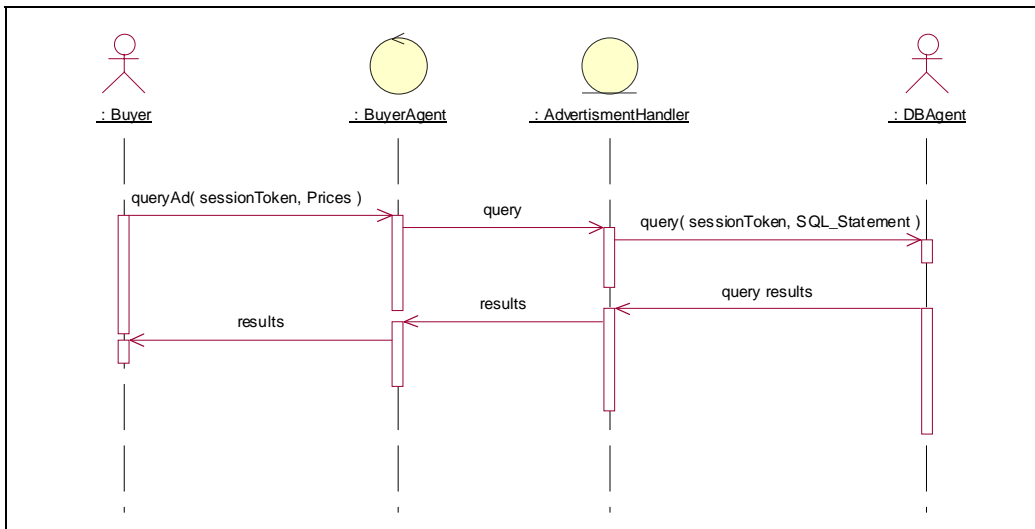 : Buyer
: BuyerAgent
: AdvertismentHandler
: DBAgent
queryAd( sessionToken, Prices )
query
query( sessionToken, SQL_Statement )
query results
results
results